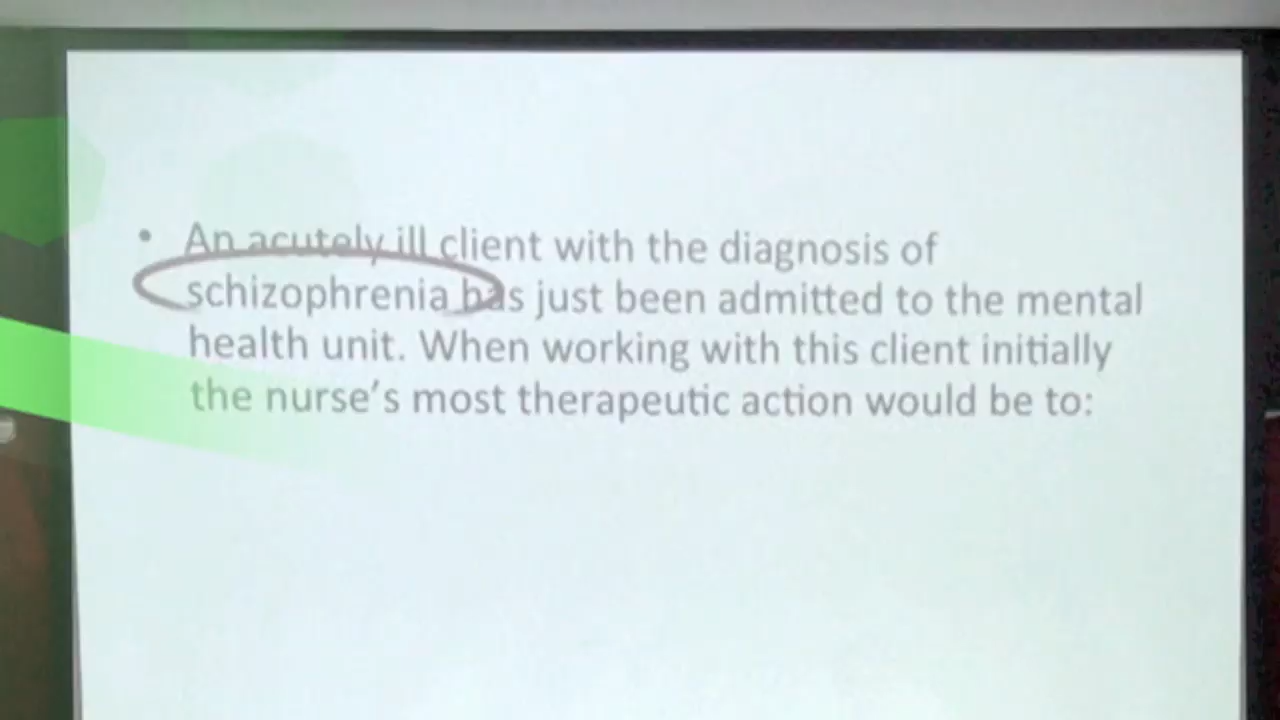 • An acutely ill client with the diagnosis of
schizophrenia has just been admitted to the mental
health unit. When working with this client initially
the nurse’s most therapeutic action would be to: